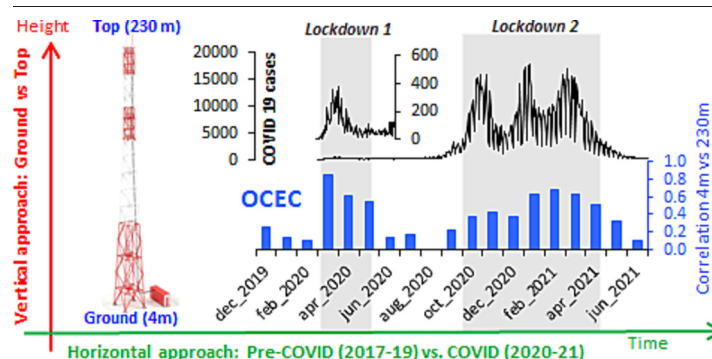 Height
Top (230 m)
Lockdown 1
Lockdown 2
Vertical approach: Ground vs Top
COVID 19 cases
20000
15000
10000
5000
0
600
400
200
0
OCEC
1.0
0.8
0.6
0.4
0.2
0.0
Correlation 4m vs 230m
dec_2019
feb_2020
apr_2020
jun_2020
aug_2020
oct_2020
dec_2020
feb_2021
apr_2021
jun_2021
Ground (4m)
Time
Horizontal approach: Pre-COVID (2017-19) vs. COVID (2020-21)